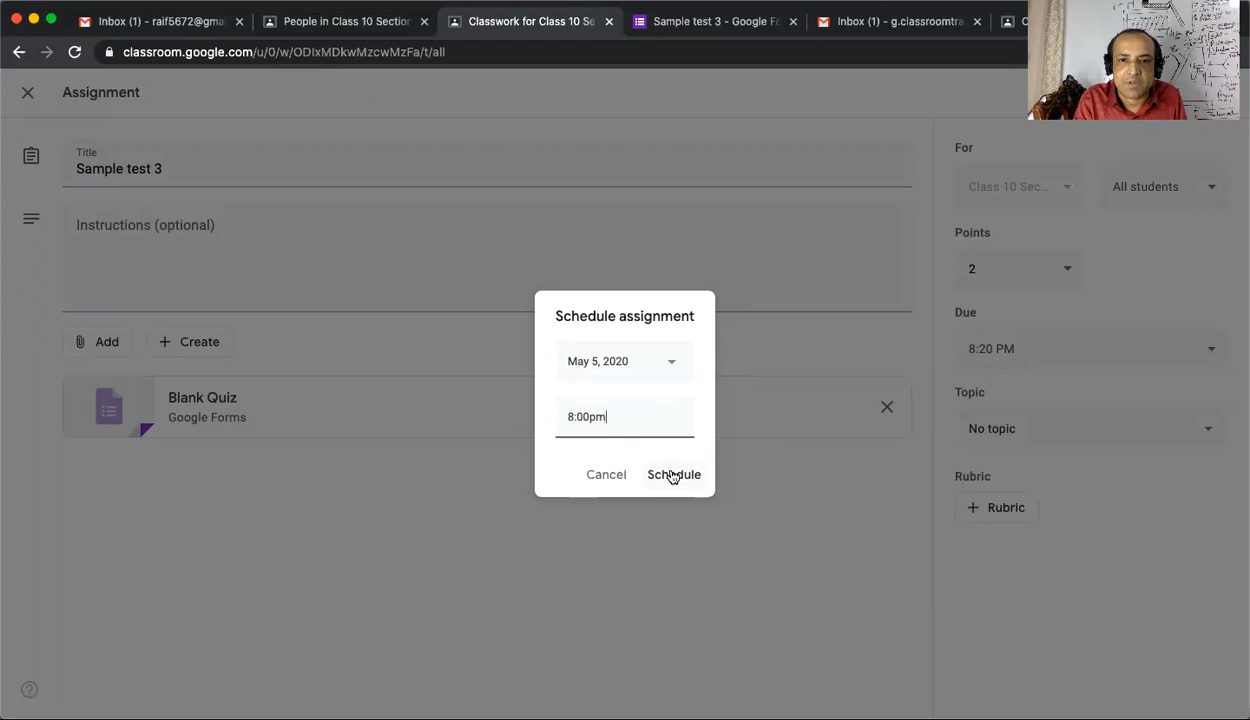 Inbox (1) - raif5672@gmai
People in Class 10 Section
Classwork for Class 10 Se
Sample test 3 - Google Fo
Inbox (1) - g.classroomtra
classroom.google.com/u/0/w/ODIxMDkwMzcwMzFa/t/all
Assignment
Title
Sample test 3
Instructions (optional)
Add
Create
Blank Quiz
Google Forms
For
Class 10 Sec...
All students
Points
2
Due
8:20 PM
Topic
No topic
Rubric
Rubric
Schedule assignment
May 5, 2020
8:00pm
Cancel
Schedule